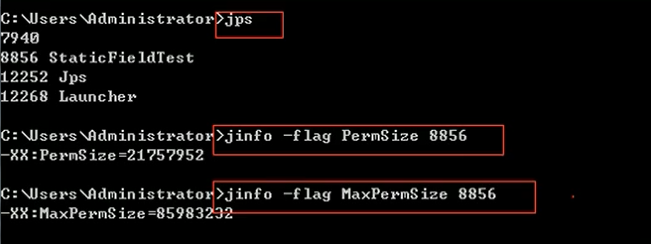 C:\Users\Administrator>jps
7940
8856 StaticFieldTest
12252 Jps
12268 Launcher
C:\Users\Administrator>jinfo -flag PermSize 8856
-XX:PermSize=21757952
C:\Users\Administrator>jinfo -flag MaxPermSize 8856
-XX:MaxPermSize=85983232